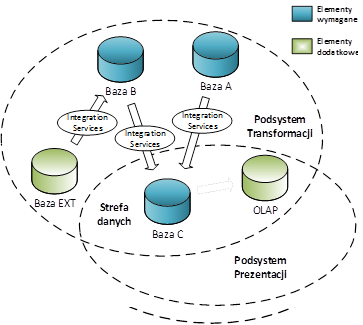 Elementy
wymagane
Elementy
dodatkowe
Baza B
Baza A
Integration
Services
Integration
Services
Integration
Services
Podsystem
Transformacji
Baza EXT
Strefa
danych
Baza C
OLAP
Podsystem
Prezentacji